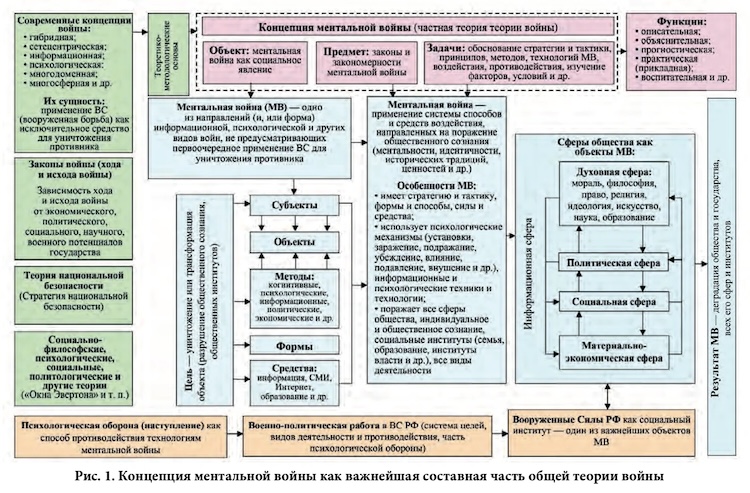 Современные концепции
войны:
• гибридная;
• сетецентрическая;
• информационная;
• психологическая;
• многодоменная;
• многосферная и др.
Их сущность:
применение ВС
(вооруженная борьба) как
исключительное средство
для уничтожения
противника
Законы войны (хода
и исхода войны)
Зависимость хода
и исхода войны
от экономического,
политического,
социального, научного,
военного потенциалов
государства
Теория национальной
безопасности
(Стратегия национальной
безопасности)
Социально-
философские,
психологические,
социальные,
политологические и
другие теории
(«Окна Эвертона» и т. п.)
Теоретико-
методологические
основы
Концепция ментальной войны (частная теория теории войны)
Объект: ментальная
война как социальное
явление
Предмет: законы и
закономерности
ментальной войны
Задачи: обоснование стратегии и тактики,
принципов, методов, технологий МВ,
воздействия, противодействия, изучение
факторов, условий и др.
Функции:
• описательная;
• объяснительная;
• прогностическая;
• практическая
(прикладная);
• воспитательная и др.
Ментальная война (МВ) — одно
из направлений (и, или форма)
информационной, психологической и других
видов войн, не предусматривающих
первоочередное применение ВС для
уничтожения противника
Цель — уничтожение или трансформация
объекта (разрушение общественного сознания,
общественных институтов)
Субъекты
Объекты
Методы:
когнитивные,
психологические,
информационные,
политические,
экономические и др.
Формы
Средства:
информация, СМИ,
Интернет,
образование и др.
Ментальная война —
применение системы способов
и средств воздействия,
направленных на поражение
общественного сознания
(ментальности, идентичности,
исторических традиций,
ценностей и др.)
Особенности МВ:
• имеет стратегию и тактику,
формы и способы, силы и
средства;
• использует психологические
механизмы (установки,
заражение, подражание,
убеждение, влияние,
подавление, внушение и др.),
информационные и
психологические техники и
технологии;
• поражает все сферы
общества, индивидуальное
и общественное сознание,
социальные институты (семья,
образование, институты
власти и др.), все виды
деятельности
Сферы общества как
объекты МВ:
Информационная сфера
Духовная сфера:
мораль, философия,
право, религия,
идеология, искусство,
наука, образование
Политическая сфера
Социальная сфера
Материально-
экономическая сфера
Результат МВ — деградация общества и государства,
всех его сфер и институтов
Психологическая оборона (наступление) как
способ противодействия технологиям
ментальной войны
Военно-политическая работа в ВС РФ (система целей,
видов деятельности и противодействия, часть
психологической обороны)
Вооруженные Силы РФ как социальный
институт — один из важнейших объектов
МВ
Рис. 1. Концепция ментальной войны как важнейшая составная часть общей теории войны